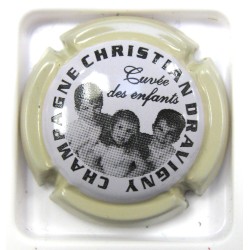 CHAMPAGNE CHRISTIAN DRAVIGNY
Cuvée
des enfants